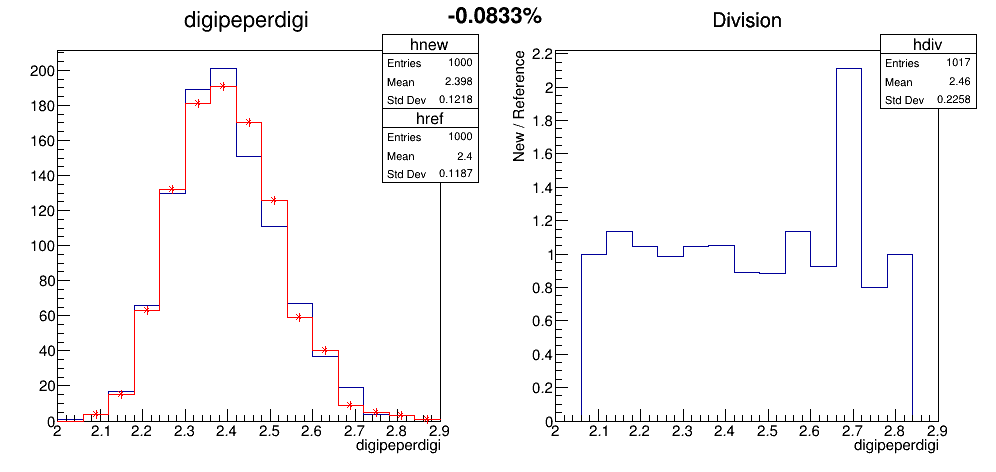 digipeperdigi
-0.0833%
Division
hnew
Entries 1000
Mean 2.398
Std Dev 0.1218
href
Entries 1000
Mean 2.4
Std Dev 0.1187
200
180
160
140
120
100
80
60
40
20
0
2 2.1 2.2 2.3 2.4 2.5 2.6 2.7 2.8 2.9
digipeperdigi
hdiv
Entries 1017
Mean 2.46
Std Dev 0.2258
New / Reference
2.2
2
1.8
1.6
1.4
1.2
1
0.8
0.6
0.4
0.2
0
2 2.1 2.2 2.3 2.4 2.5 2.6 2.7 2.8 2.9
digipeperdigi